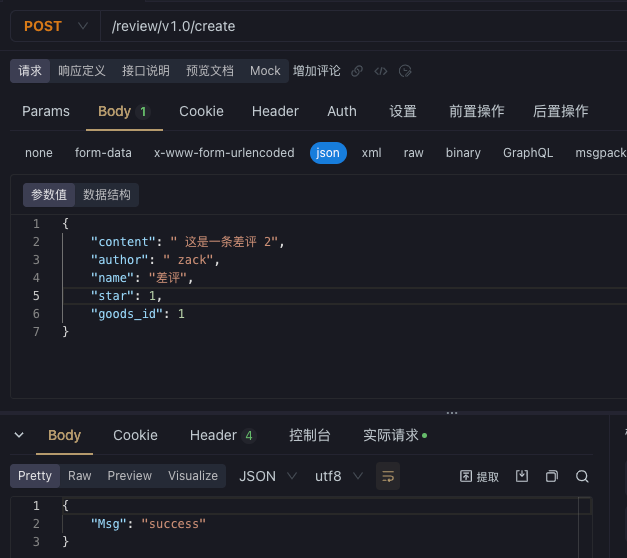 POST /review/v1.0/create
请求 响应定义 接口说明 预览文档 Mock 增加评论
Params Body 1 Cookie Header Auth 设置 前置操作 后置操作
none form-data x-www-form-urlencoded json xml raw binary GraphQL msgpack
参数值 数据结构
1 {
2 "content": " 这是一条差评 2",
3 "author": " zack",
4 "name": "差评",
5 "star": 1,
6 "goods_id": 1
7 }
Body Cookie Header 4 控制台 实际请求
Pretty Raw Preview Visualize JSON utf8 提取
1 {
2 "Msg": "success"
3 }